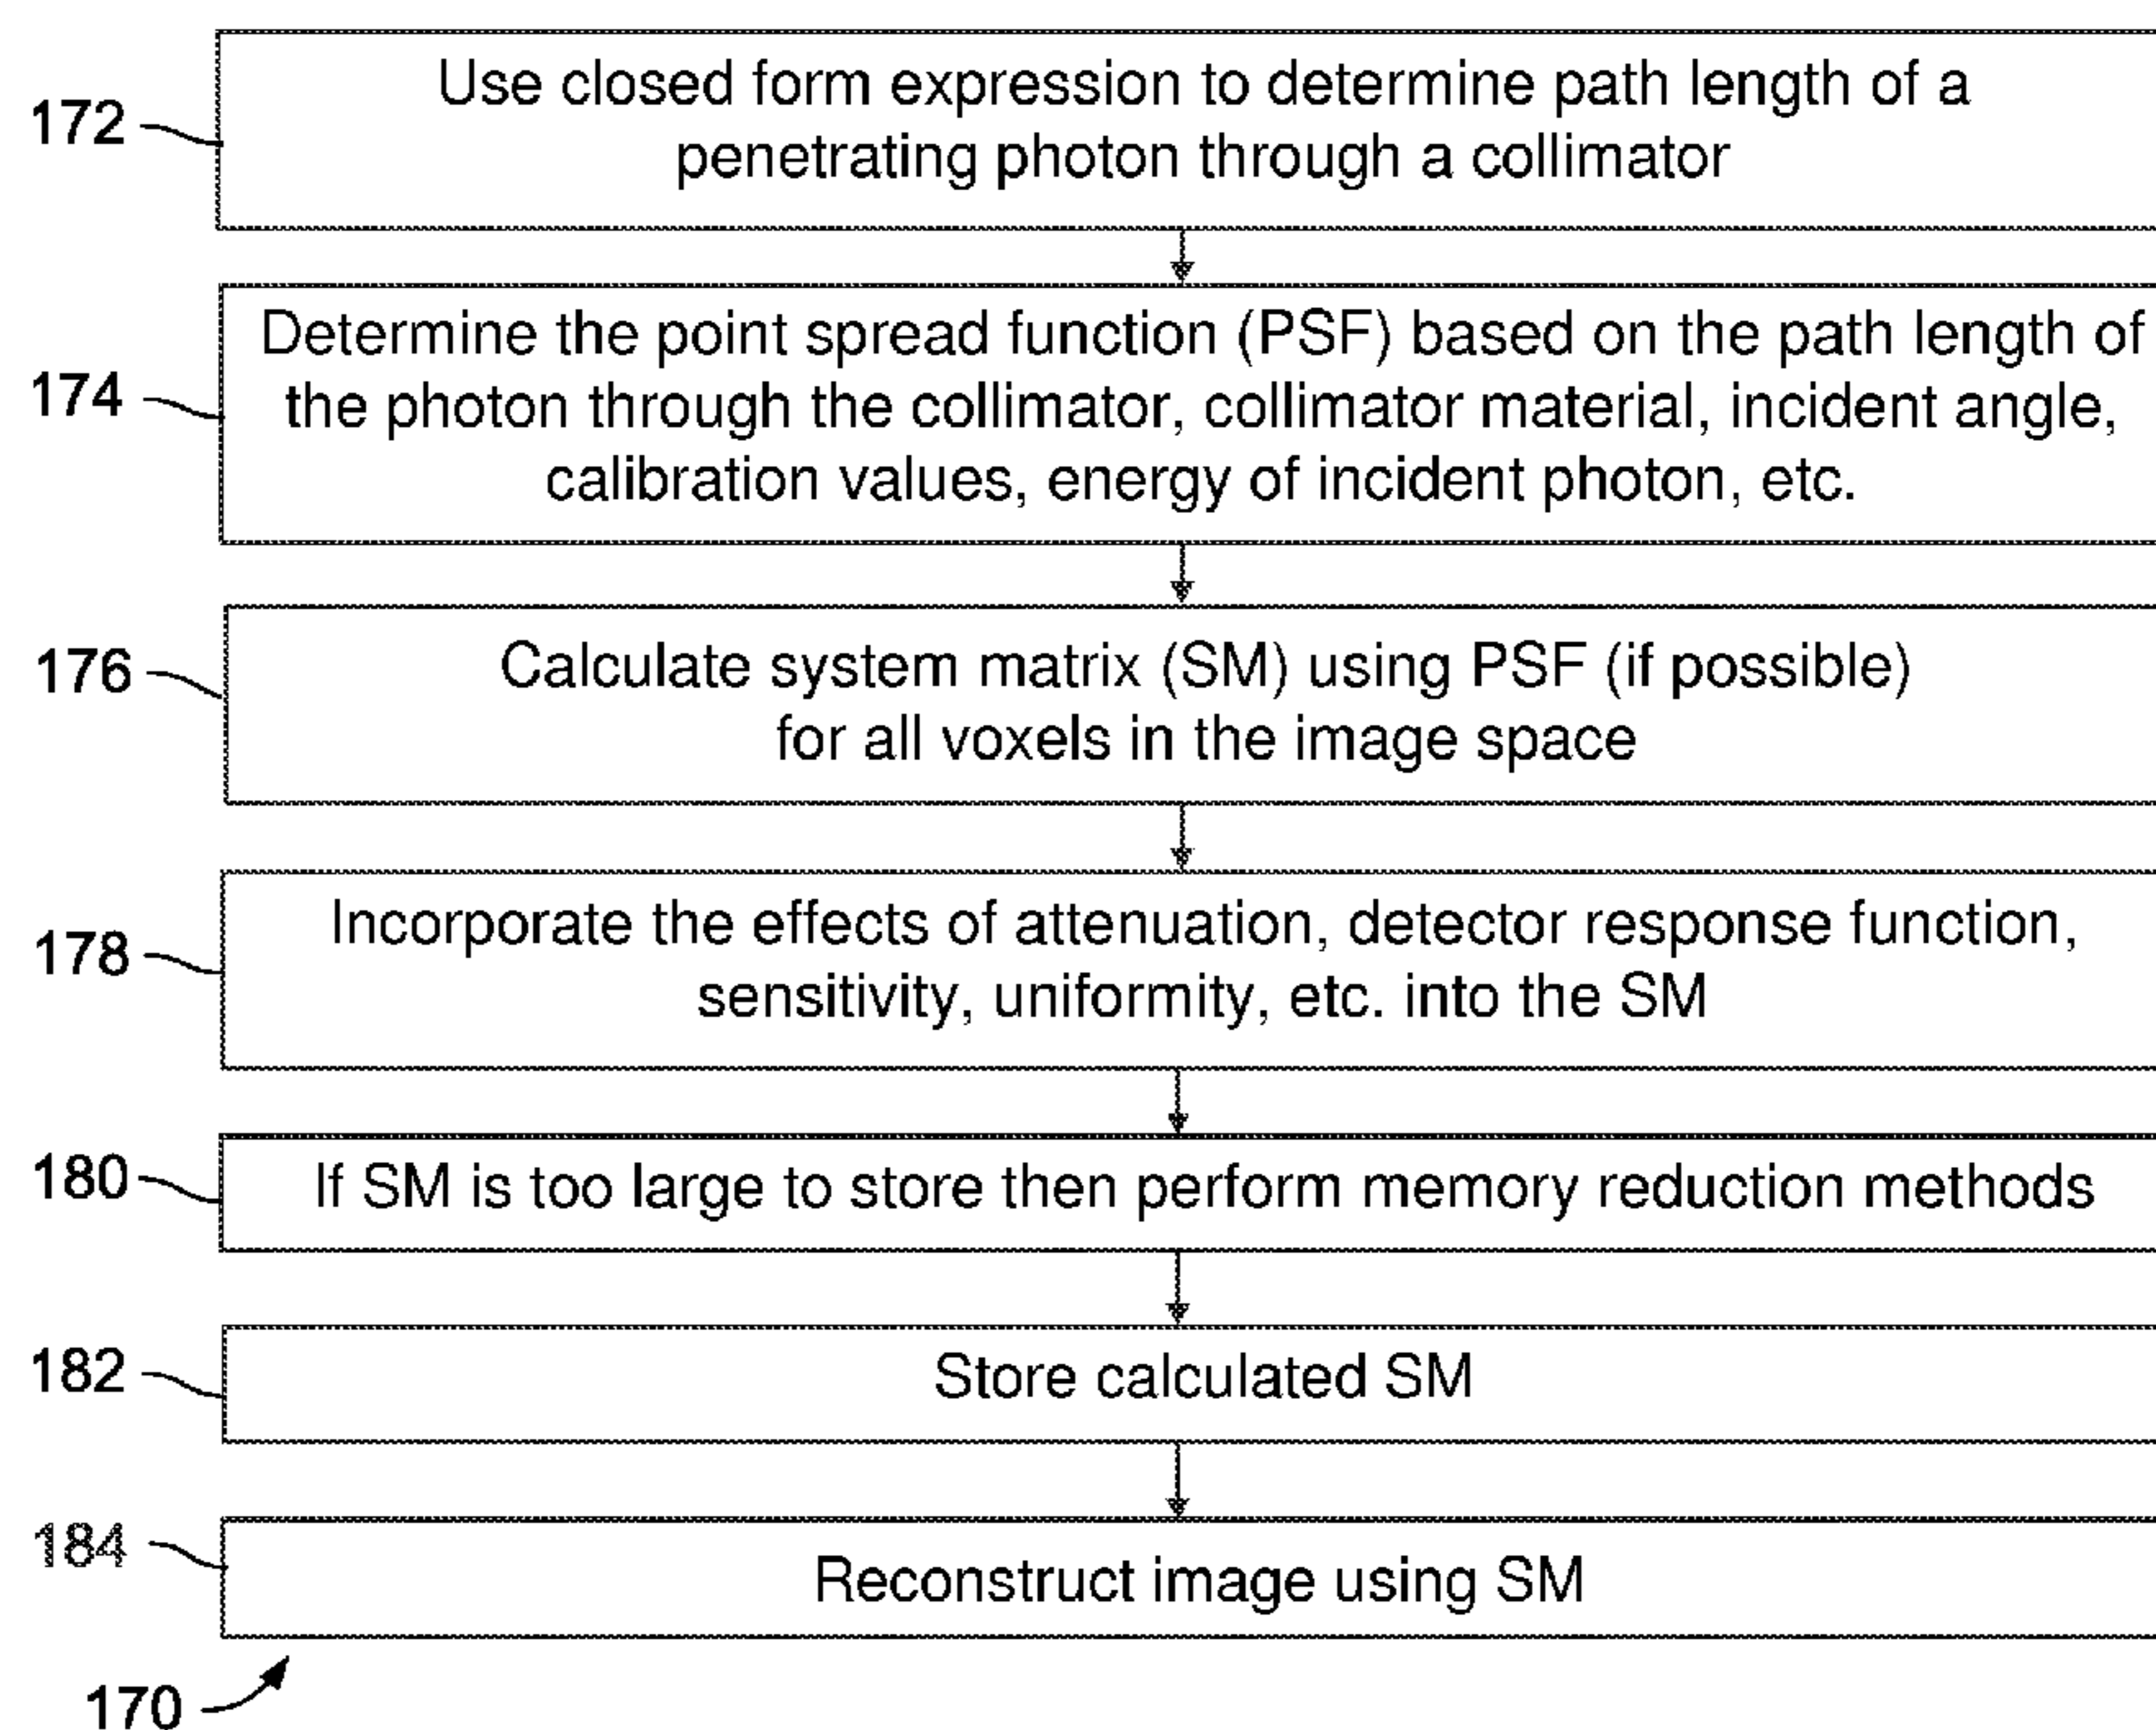 172
Use closed form expression to determine path length of a
penetrating photon through a collimator
174
Determine the point spread function (PSF) based on the path length of
the photon through the collimator, collimator material, incident angle,
calibration values, energy of incident photon, etc.
176
Calculate system matrix (SM) using PSF (if possible)
for all voxels in the image space
178
Incorporate the effects of attenuation, detector response function,
sensitivity, uniformity, etc. into the SM
180
If SM is too large to store then perform memory reduction methods
182
Store calculated SM
184
Reconstruct image using SM
170